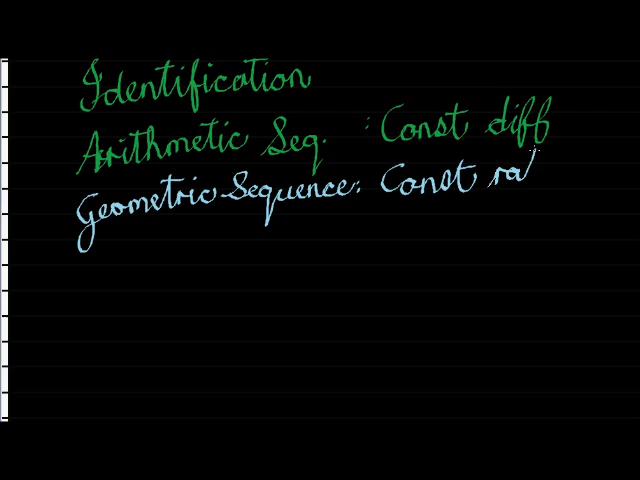 Identification
Arithmetic Seq. : Const diff
Geometric Sequence: Const ra